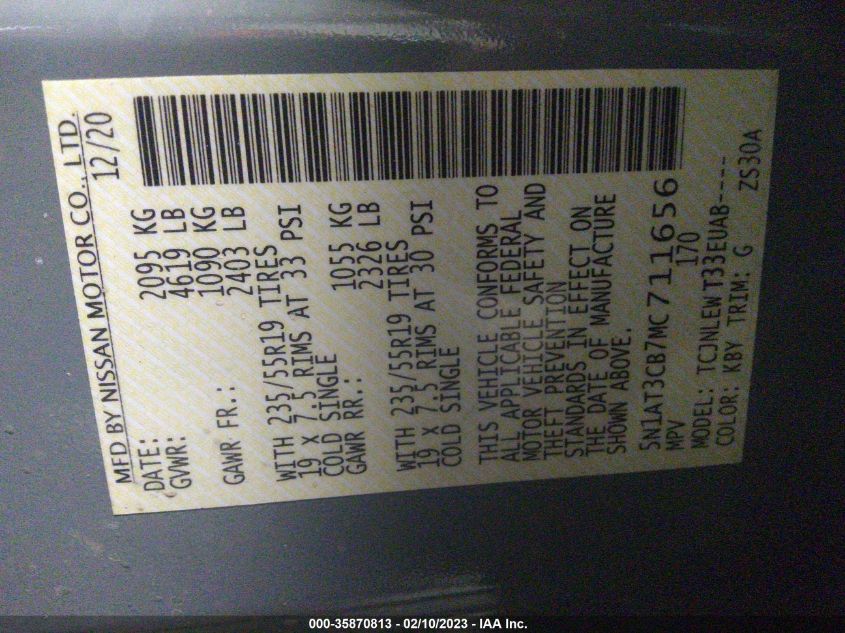 MFD BY NISSAN MOTOR CO., LTD.
DATE: 12/20
GVWR: 2095 KG
4619 LB
GAWR FR.: 1090 KG
2403 LB
WITH 235/55R19 TIRES
19 X 7.5 RIMS AT 33 PSI
COLD SINGLE
GAWR RR.: 1055 KG
2326 LB
WITH 235/55R19 TIRES
19 X 7.5 RIMS AT 30 PSI
COLD SINGLE
THIS VEHICLE CONFORMS TO
ALL APPLICABLE FEDERAL
MOTOR VEHICLE SAFETY AND
THEFT PREVENTION
STANDARDS IN EFFECT ON
THE DATE OF MANUFACTURE
SHOWN ABOVE.
5N1AT3CB7MC711656
MPV 170
MODEL: TCJNLEWT33EUAB----
COLOR: KBY TRIM: G ZS30A
000-35870813 - 02/10/2023 - IAA Inc.